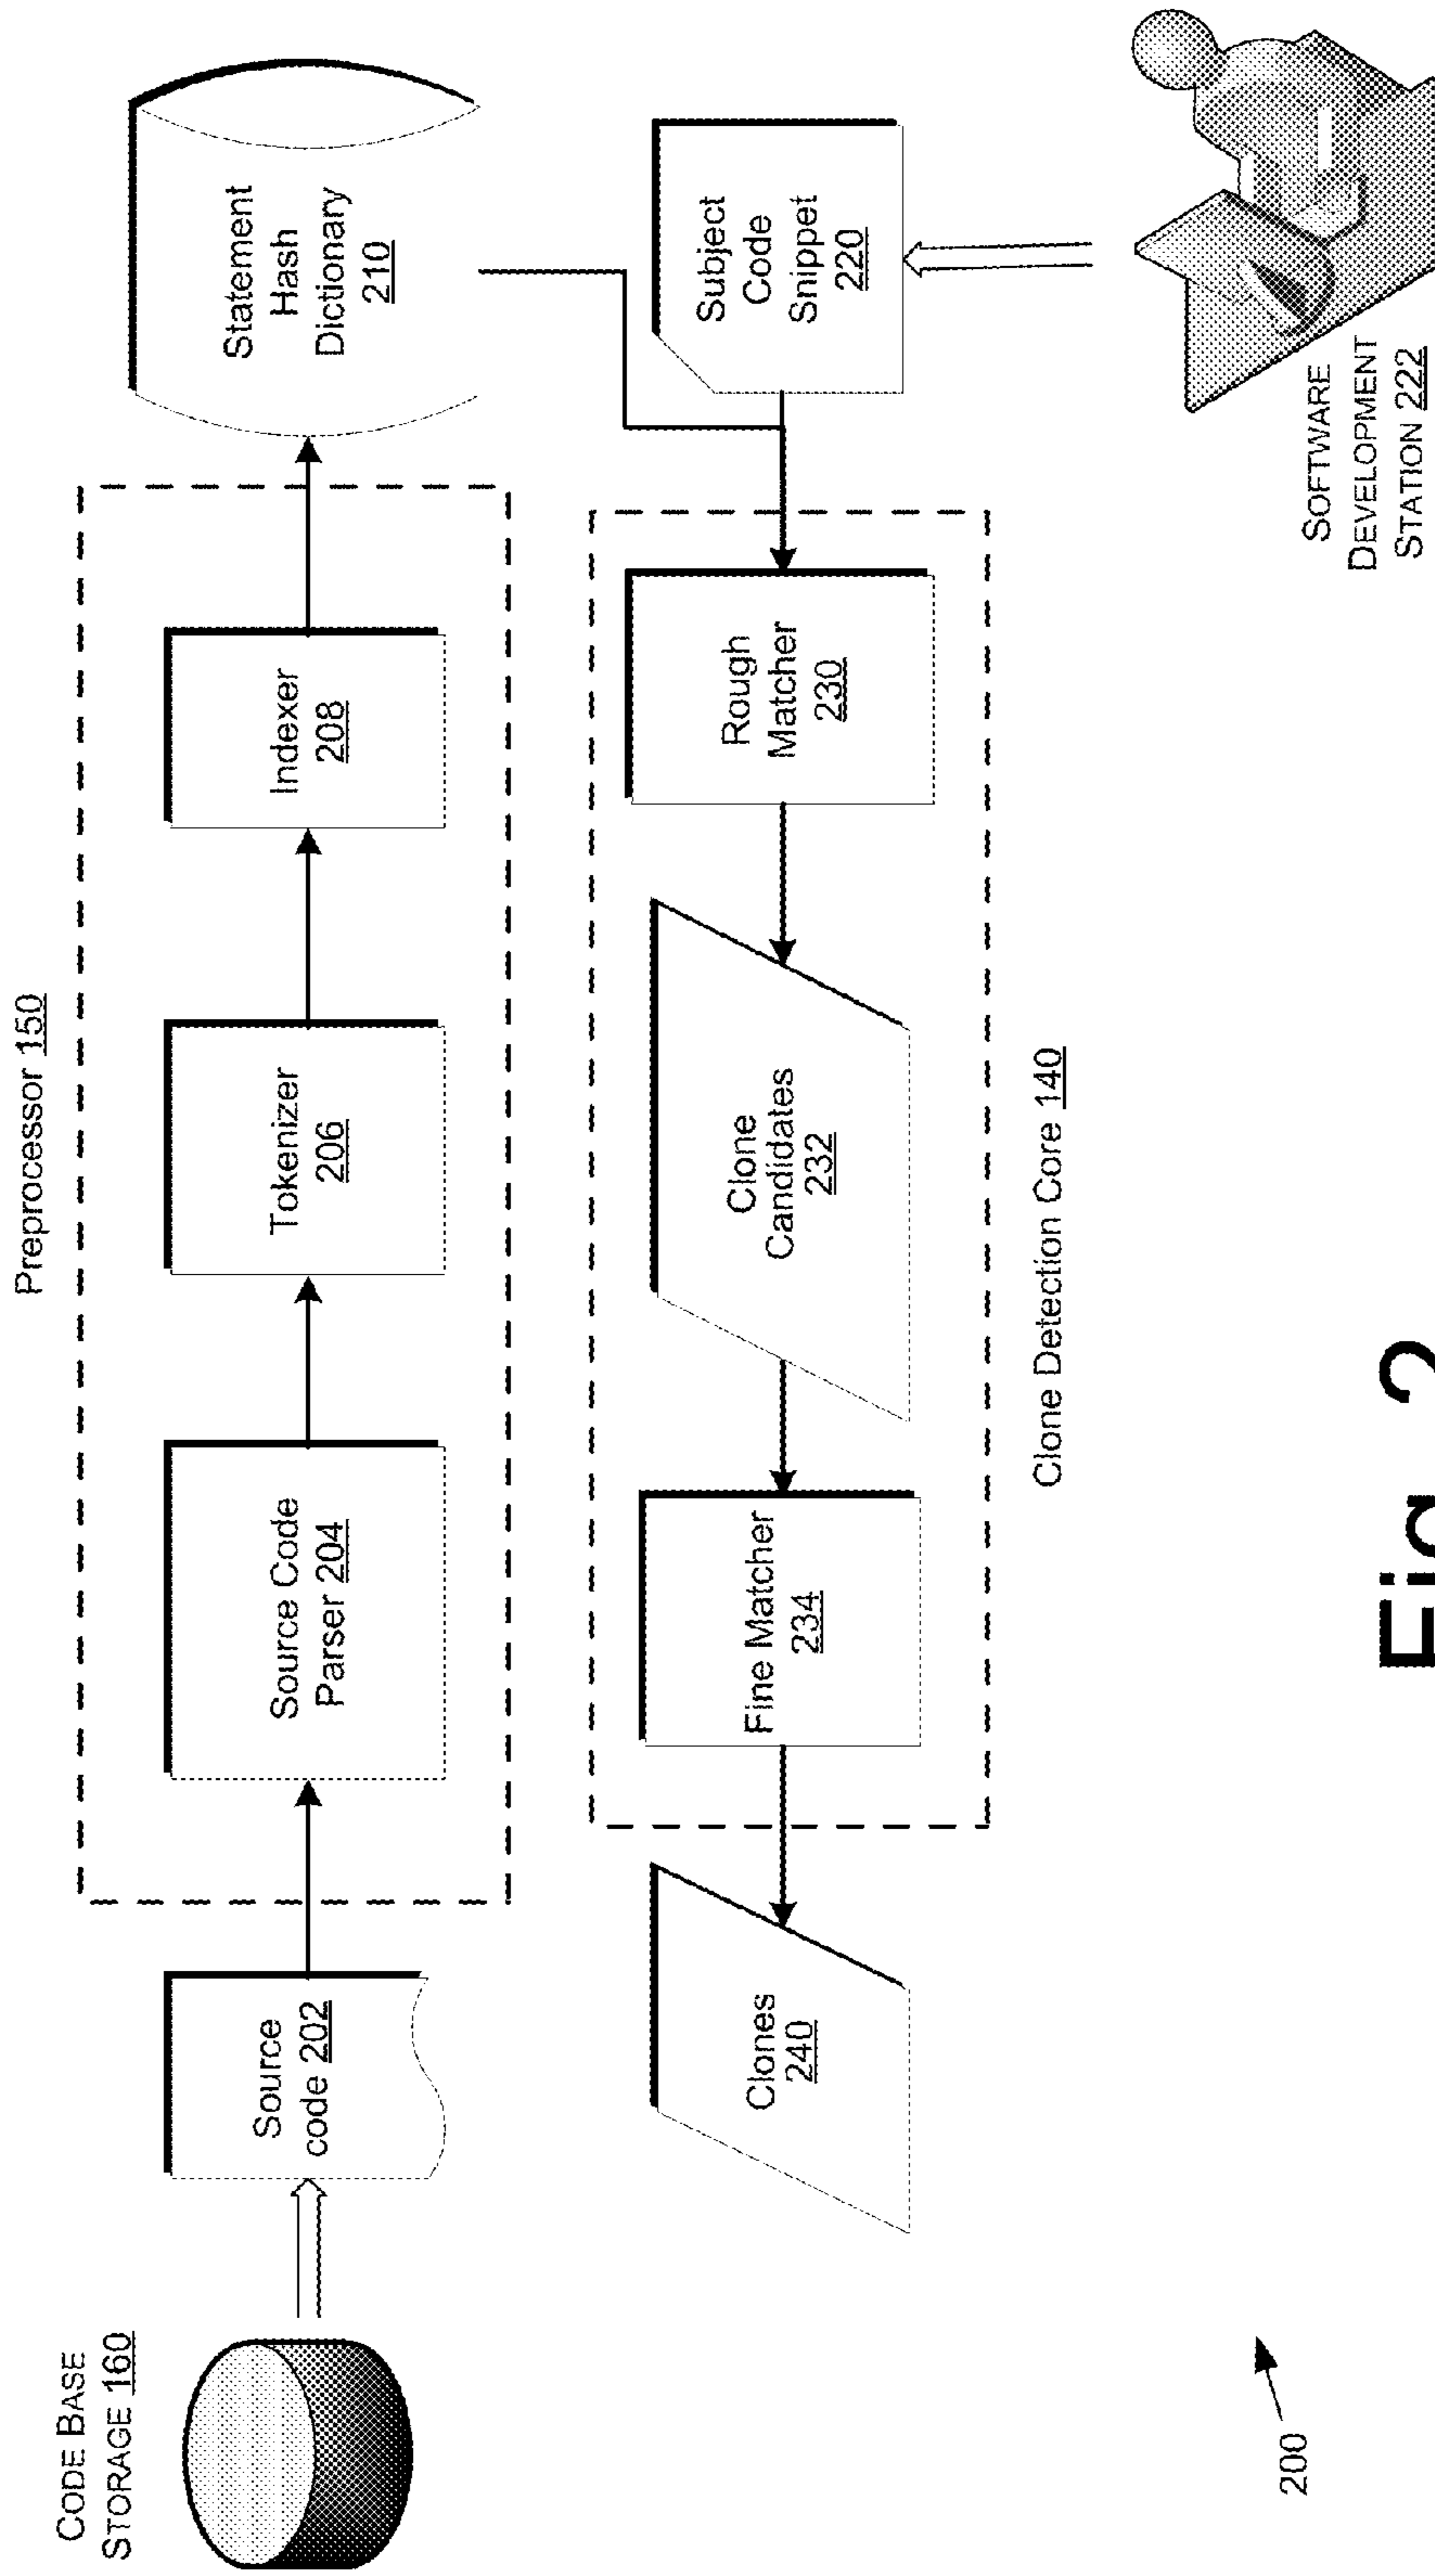 Preprocessor 150
CODE BASE
STORAGE 160
Source
code 202
Source Code
Parser 204
Tokenizer
206
Indexer
208
Statement
Hash
Dictionary
210
Clones
240
Fine Matcher
234
Clone
Candidates
232
Rough
Matcher
230
Subject
Code
Snippet
220
Clone Detection Core 140
200
SOFTWARE
DEVELOPMENT
STATION 222
Fig. 2